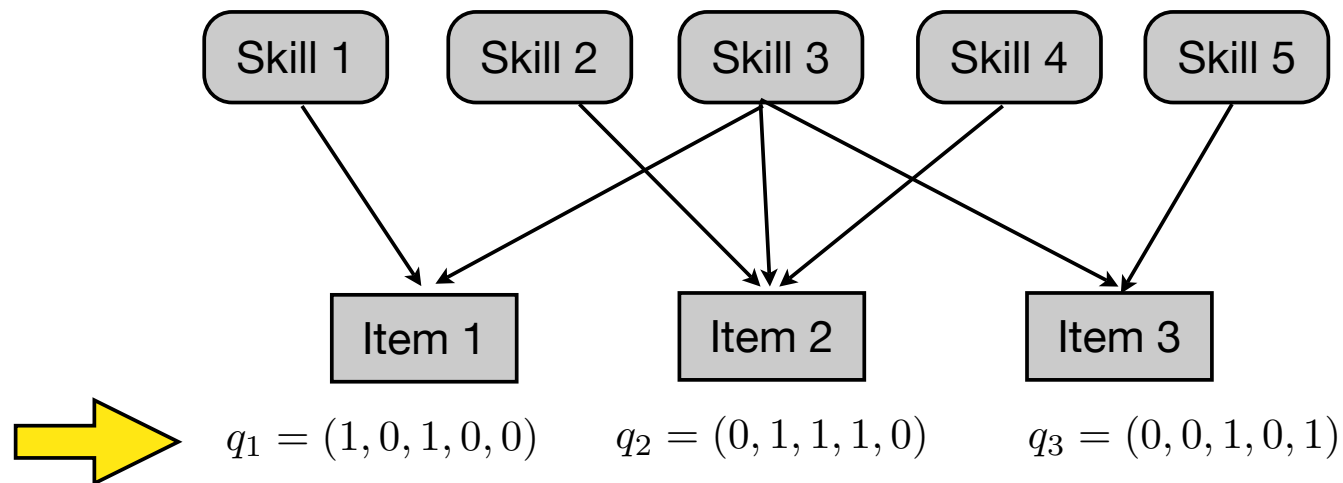 Skill 1 Skill 2 Skill 3 Skill 4 Skill 5
Item 1 Item 2 Item 3
q₁ = (1, 0, 1, 0, 0) q₂ = (0, 1, 1, 1, 0) q₃ = (0, 0, 1, 0, 1)